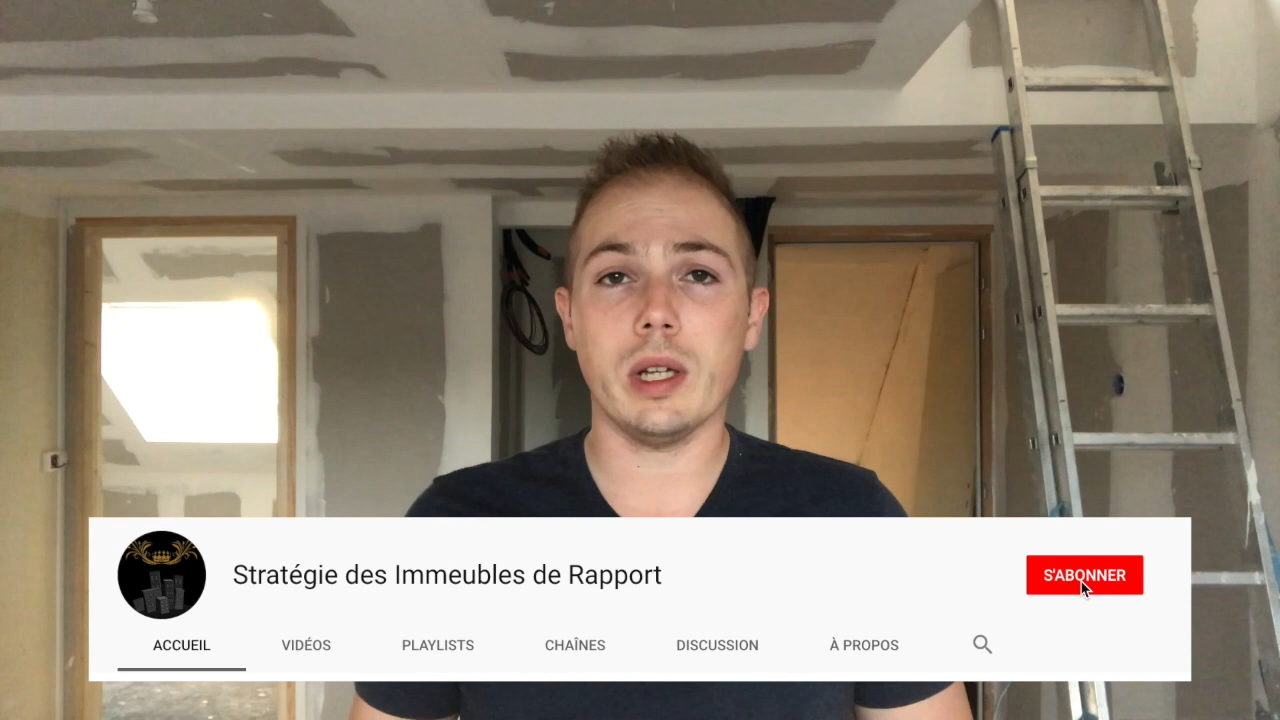 Stratégie des Immeubles de Rapport
S'ABONNER
ACCUEIL VIDÉOS PLAYLISTS CHAÎNES DISCUSSION À PROPOS